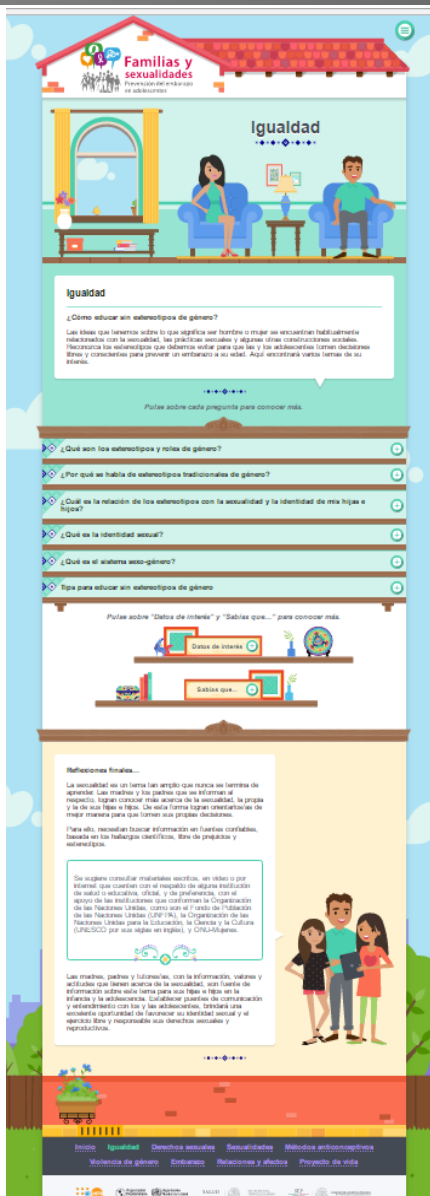 Familias y
sexualidades
Prevención del embarazo
en adolescentes
Igualdad
Igualdad
¿Cómo educar sin estereotipos de género?
Las ideas que tenemos sobre lo que significa ser hombre o mujer se encuentran habitualmente
relacionados con la sexualidad, las prácticas sexuales y algunas otras construcciones sociales.
Reconozca los estereotipos que debemos evitar para que las y los adolescentes tomen decisiones
libres y conscientes para prevenir un embarazo a su edad. Aquí encontrará varios temas de su
interés.
Pulse sobre cada pregunta para conocer más.
¿Qué son los estereotipos y roles de género?
¿Por qué se habla de estereotipos tradicionales de género?
¿Cuál es la relación de los estereotipos con la sexualidad y la identidad de mis hijas e
hijos?
¿Qué es la identidad sexual?
¿Qué es el sistema sexo-género?
Tips para educar sin estereotipos de género
Pulse sobre "Datos de interés" y "Sabías que..." para conocer más.
Datos de interés
Sabías que...
Reflexiones finales...
La sexualidad es un tema tan amplio que nunca se termina de
aprender. Las madres y los padres que se informan al
respecto, logran conocer más acerca de la sexualidad, la propia
y la de sus hijas e hijos. De esta forma logran orientarlos/as de
mejor manera para que tomen sus propias decisiones.
Para ello, necesitan buscar información en fuentes confiables,
basada en los hallazgos científicos, libre de prejuicios y
estereotipos.
Se sugiere consultar materiales escritos, en video o por
internet que cuenten con el respaldo de alguna institución
de salud o educativa, oficial, y de preferencia, con el
apoyo de las instituciones que conforman la Organización
de las Naciones Unidas, como son el Fondo de Población
de las Naciones Unidas (UNFPA), la Organización de las
Naciones Unidas para la Educación, la Ciencia y la Cultura
(UNESCO por sus siglas en inglés), y ONU-Mujeres.
Las madres, padres y tutores/as, con la información, valores y
actitudes que tienen acerca de la sexualidad, son fuente de
información sobre este tema para sus hijas e hijos en la
infancia y la adolescencia. Establecer puentes de comunicación
y entendimiento con los y las adolescentes, brindará una
excelente oportunidad de favorecer su identidad sexual y el
ejercicio libre y responsable sus derechos sexuales y
reproductivos.
Inicio Igualdad Derechos sexuales Sexualidades Métodos anticonceptivos
Violencia de género Embarazo Relaciones y afectos Proyecto de vida
SALUD